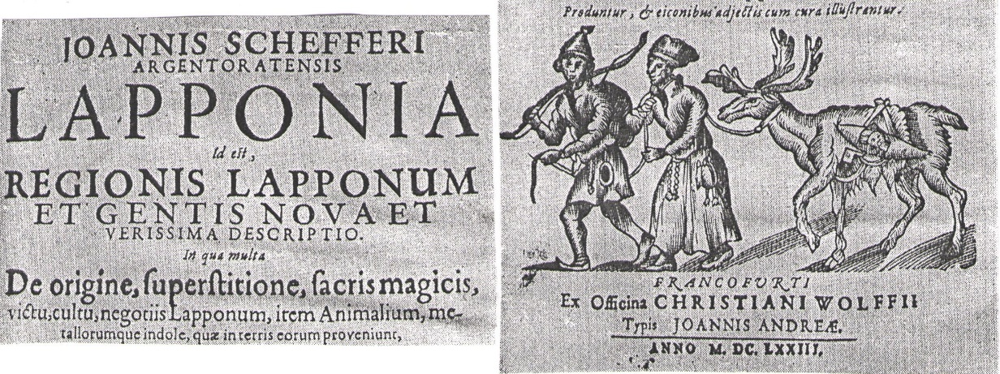 JOANNIS SCHEFFERI
ARGENTORATENSIS
LAPPONIA
Id eſt,
REGIONIS LAPPONUM
ET GENTIS NOVA ET
VERISSIMA DESCRIPTIO.
In qua multa
De origine, ſuperſtitione, ſacris magicis,
victu, cultu, negotiis Lapponum, item Animalium, me-
tallorumque indole, quæ in terris eorum proveniunt,
Produntur, & eiconibus adjectis cum cura illuſtrantur.
FRANCOFURTI
Ex Officina CHRISTIANI WOLFFII
Typis JOANNIS ANDREÆ.
ANNO M. DC. LXXIII.